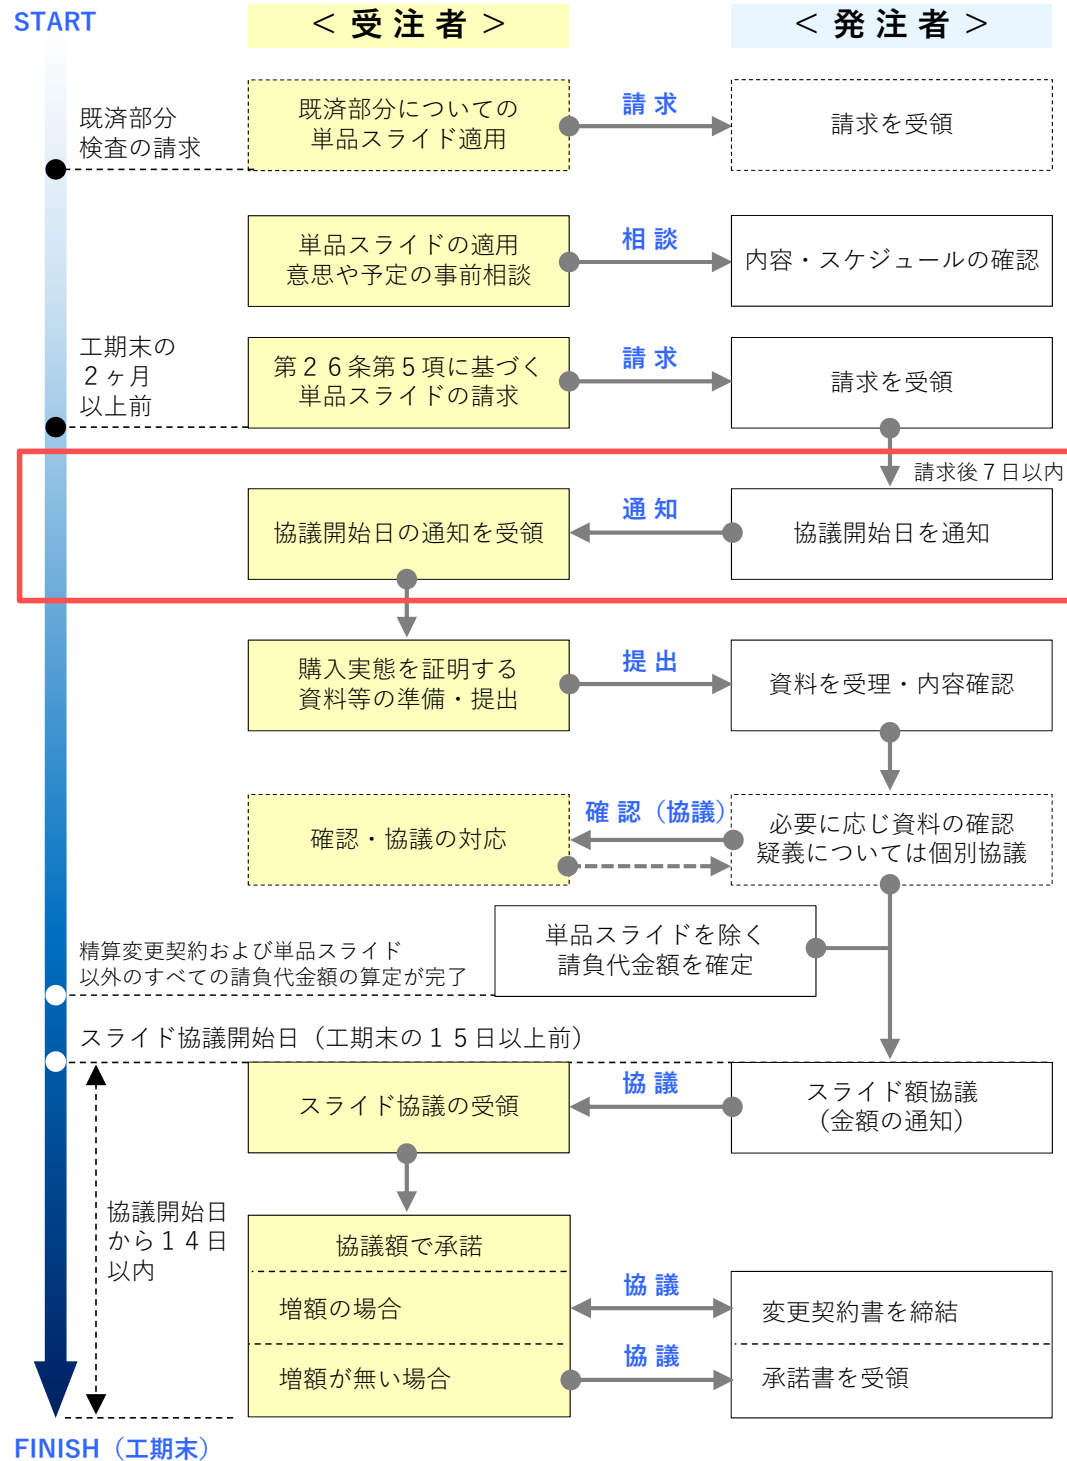 START
＜ 受 注 者 ＞
＜ 発 注 者 ＞
既済部分
検査の請求
既済部分についての
単品スライド適用
請 求
請求を受領
単品スライドの適用
意思や予定の事前相談
相 談
内容・スケジュールの確認
工期末の
２ヶ月
以上前
第２６条第５項に基づく
単品スライドの請求
請 求
請求を受領
請求後７日以内
協議開始日の通知を受領
通 知
協議開始日を通知
購入実態を証明する
資料等の準備・提出
提 出
資料を受理・内容確認
確認・協議の対応
確 認（協議）
必要に応じ資料の確認
疑義については個別協議
単品スライドを除く
請負代金額を確定
精算変更契約および単品スライド
以外のすべての請負代金額の算定が完了
スライド協議開始日（工期末の１５日以上前）
スライド協議の受領
協 議
スライド額協議
（金額の通知）
協議開始日
から１４日
以内
協議額で承諾
増額の場合
協 議
変更契約書を締結
増額が無い場合
協 議
承諾書を受領
FINISH（工期末）